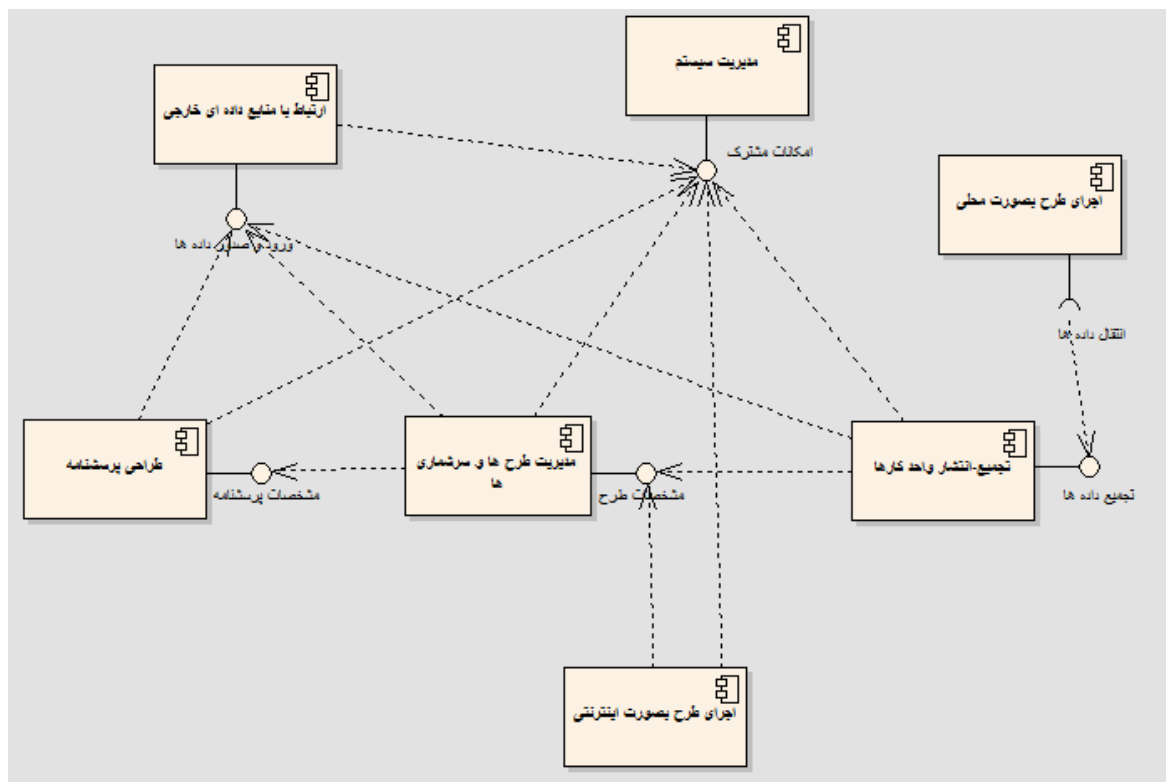 مدیریت سیستم
ارتباط با منابع داده ای خارجی
امکانات مشترک
اجرای طرح بصورت محلی
ورود و صدور داده ها
انتقال داده ها
طراحی پرسشنامه
مشخصات پرسشنامه
مدیریت طرح ها و سرشماری
ها
مشخصات طرح
تجمیع-انتشار واحد کارها
تجمیع داده ها
اجرای طرح بصورت اینترنتی